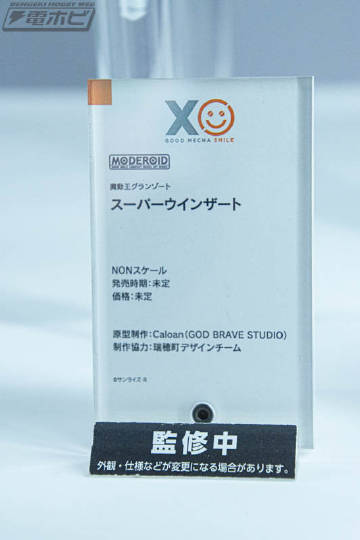 DENGEKI HOBBY WEB
電ホビ
XO
GOOD MECHA SMILE
MODEROID
魔動王グランゾート
スーパーウインザート
NONスケール
発売時期：未定
価格：未定
原型制作：Caloan（GOD BRAVE STUDIO）
制作協力：瑞穂町デザインチーム
©サンライズ・R
監修中
外観・仕様などが変更になる場合があります。